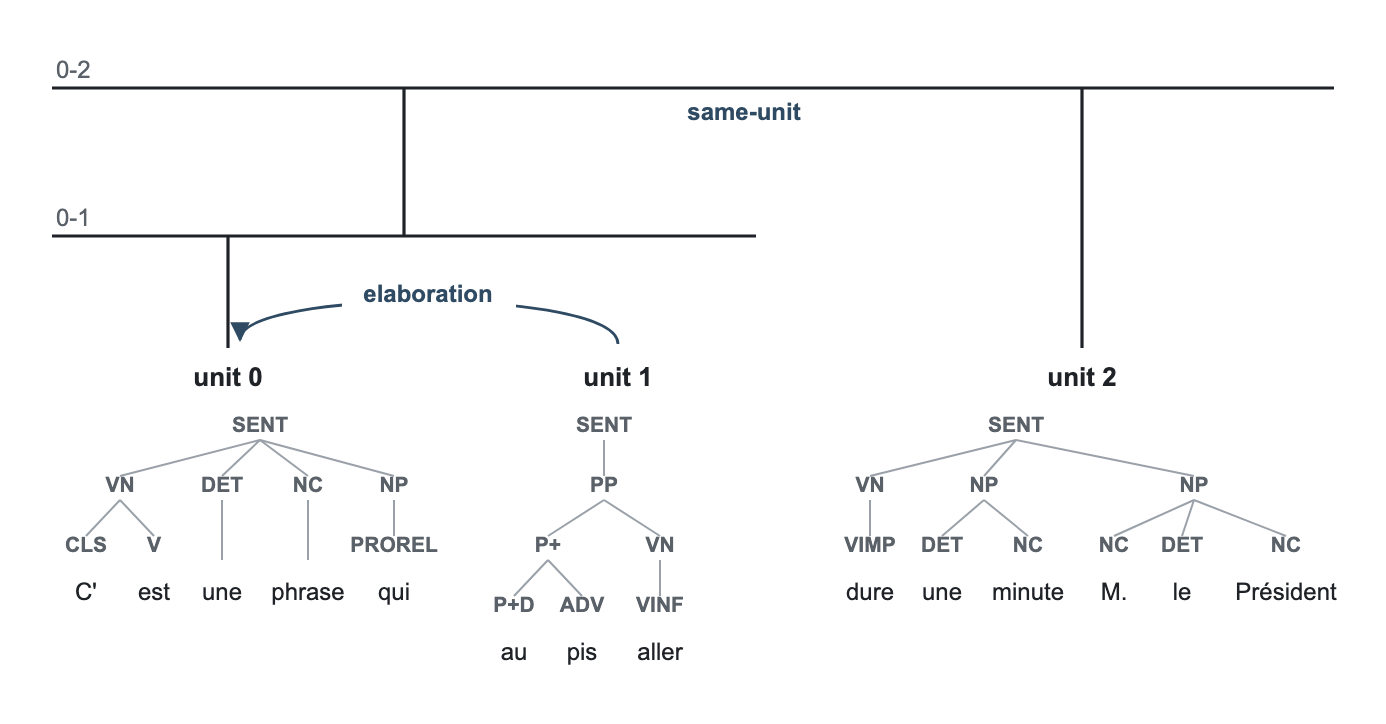 0-2
same-unit
0-1
elaboration
unit 0 unit 1 unit 2
SENT SENT SENT
VN DET NC NP PP VN NP NP
CLS V PROREL P+ VN VIMP DET NC NC DET NC
C' est une phrase qui dure une minute M. le Président
P+D ADV VINF
au pis aller